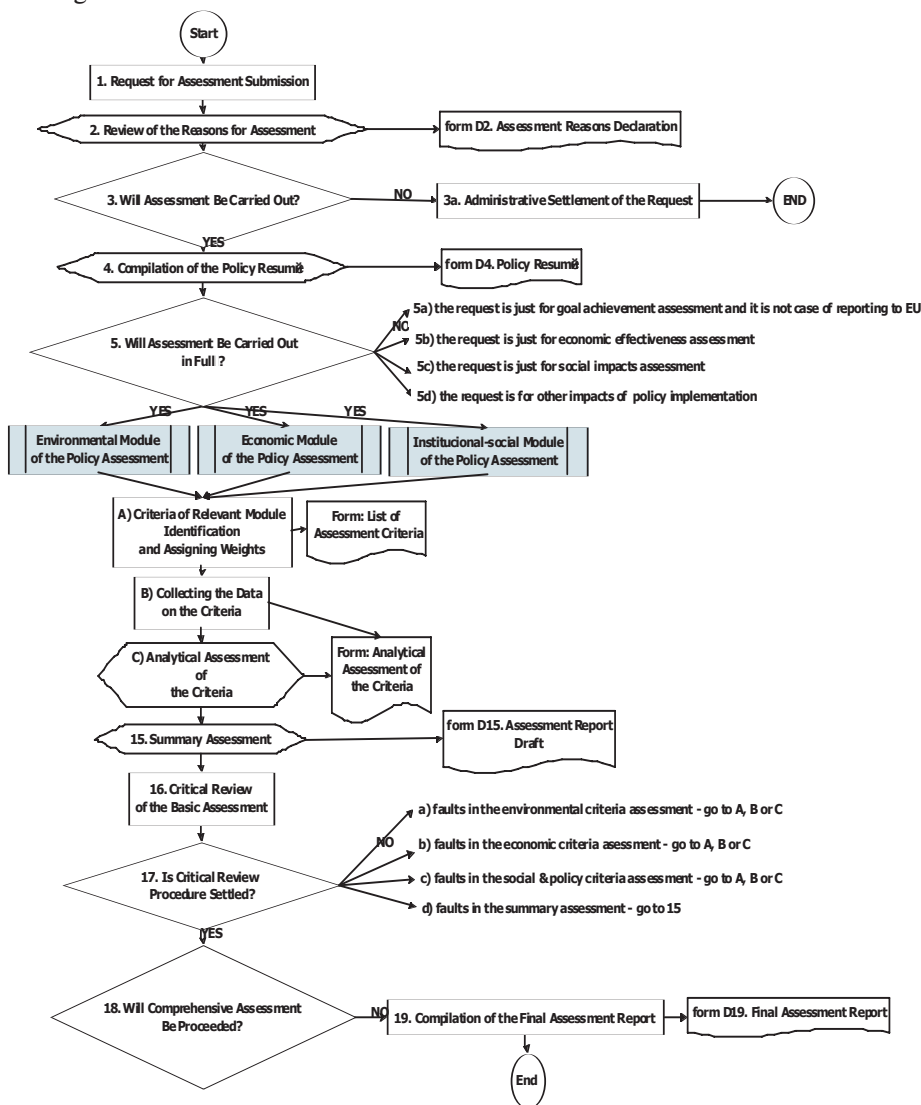 Start
1. Request for Assessment Submission
2. Review of the Reasons for Assessment
form D2. Assessment Reasons Declaration
3. Will Assessment Be Carried Out?
NO
3a. Administrative Settlement of the Request
END
YES
4. Compilation of the Policy Resumé
form D4. Policy Resumé
5. Will Assessment Be Carried Out
in Full ?
NO
5a) the request is just for goal achievement assessment and it is not case of reporting to EU
5b) the request is just for economic effectiveness assessment
5c) the request is just for social impacts assessment
5d) the request is for other impacts of policy implementation
YES
YES
YES
Environmental Module
of the Policy Assessment
Economic Module
of the Policy Assessment
Institucional-social Module
of the Policy Assessment
A) Criteria of Relevant Module
Identification
and Assigning Weights
Form: List of
Assessment Criteria
B) Collecting the Data
on the Criteria
C) Analytical Assessment
of
the Criteria
Form: Analytical
Assessment of
the Criteria
15. Summary Assessment
form D15. Assessment Report
Draft
16. Critical Review
of the Basic Assessment
17. Is Critical Review
Procedure Settled?
NO
a) faults in the environmental criteria assessment - go to A, B or C
b) faults in the economic criteria asessment - go to A, B or C
c) faults in the social & policy criteria assessment - go to A, B or C
d) faults in the summary assessment - go to 15
YES
18. Will Comprehensive Assessment
Be Proceeded?
NO
19. Compilation of the Final Assessment Report
form D19. Final Assessment Report
End